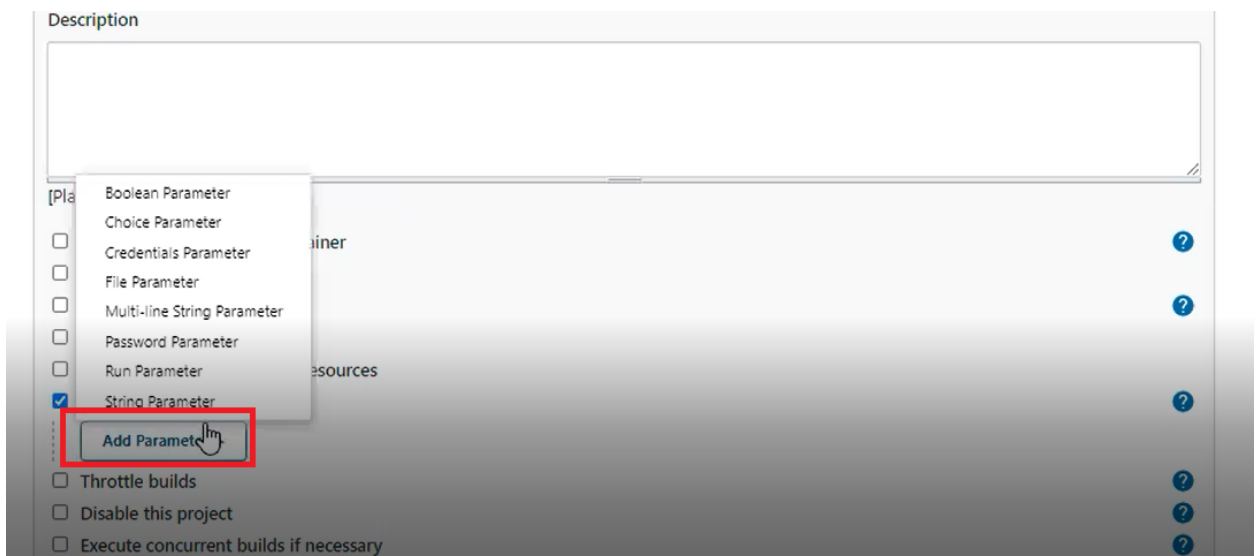 Description
[Pla
Boolean Parameter
Choice Parameter
Credentials Parameter
ainer
?
File Parameter
Multi-line String Parameter
?
Password Parameter
Run Parameter
esources
String Parameter
?
Add Paramet
Throttle builds
?
Disable this project
?
Execute concurrent builds if necessary
?